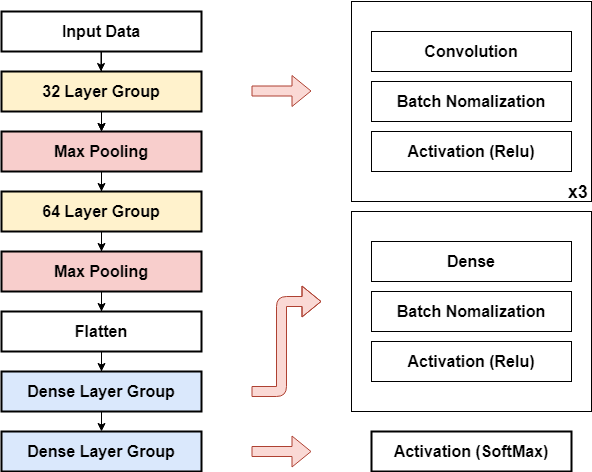 Input Data
32 Layer Group
Max Pooling
64 Layer Group
Max Pooling
Flatten
Dense Layer Group
Dense Layer Group
Convolution
Batch Nomalization
Activation (Relu)
x3
Dense
Batch Nomalization
Activation (Relu)
Activation (SoftMax)